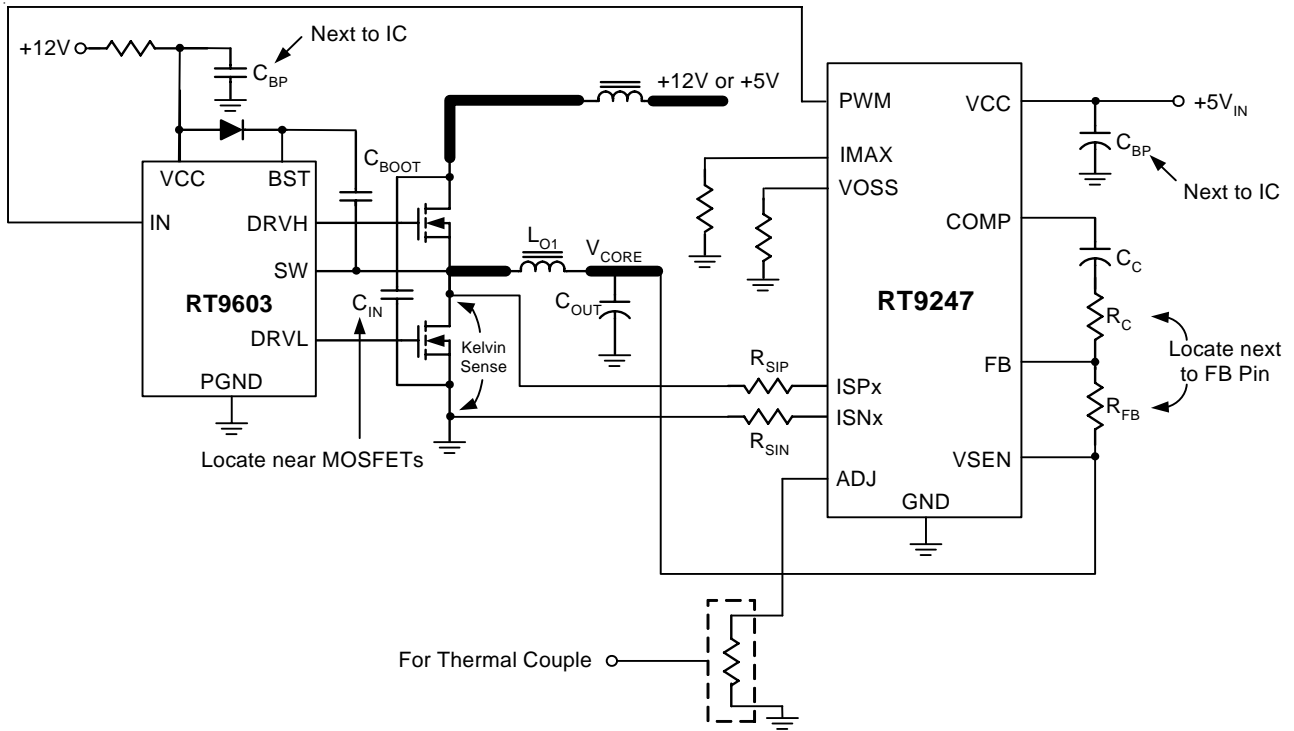 +12V
Next to IC
C_BP
+12V or +5V
VCC
BST
C_BOOT
IN
DRVH
SW
RT9603
DRVL
PGND
C_IN
Locate near MOSFETs
L_O1
V_CORE
C_OUT
Kelvin
Sense
R_SIP
R_SIN
PWM
VCC
+5V_IN
IMAX
VOSS
C_BP
Next to IC
COMP
C_C
RT9247
R_C
Locate next
to FB Pin
FB
R_FB
ISPx
ISNx
VSEN
ADJ
GND
For Thermal Couple